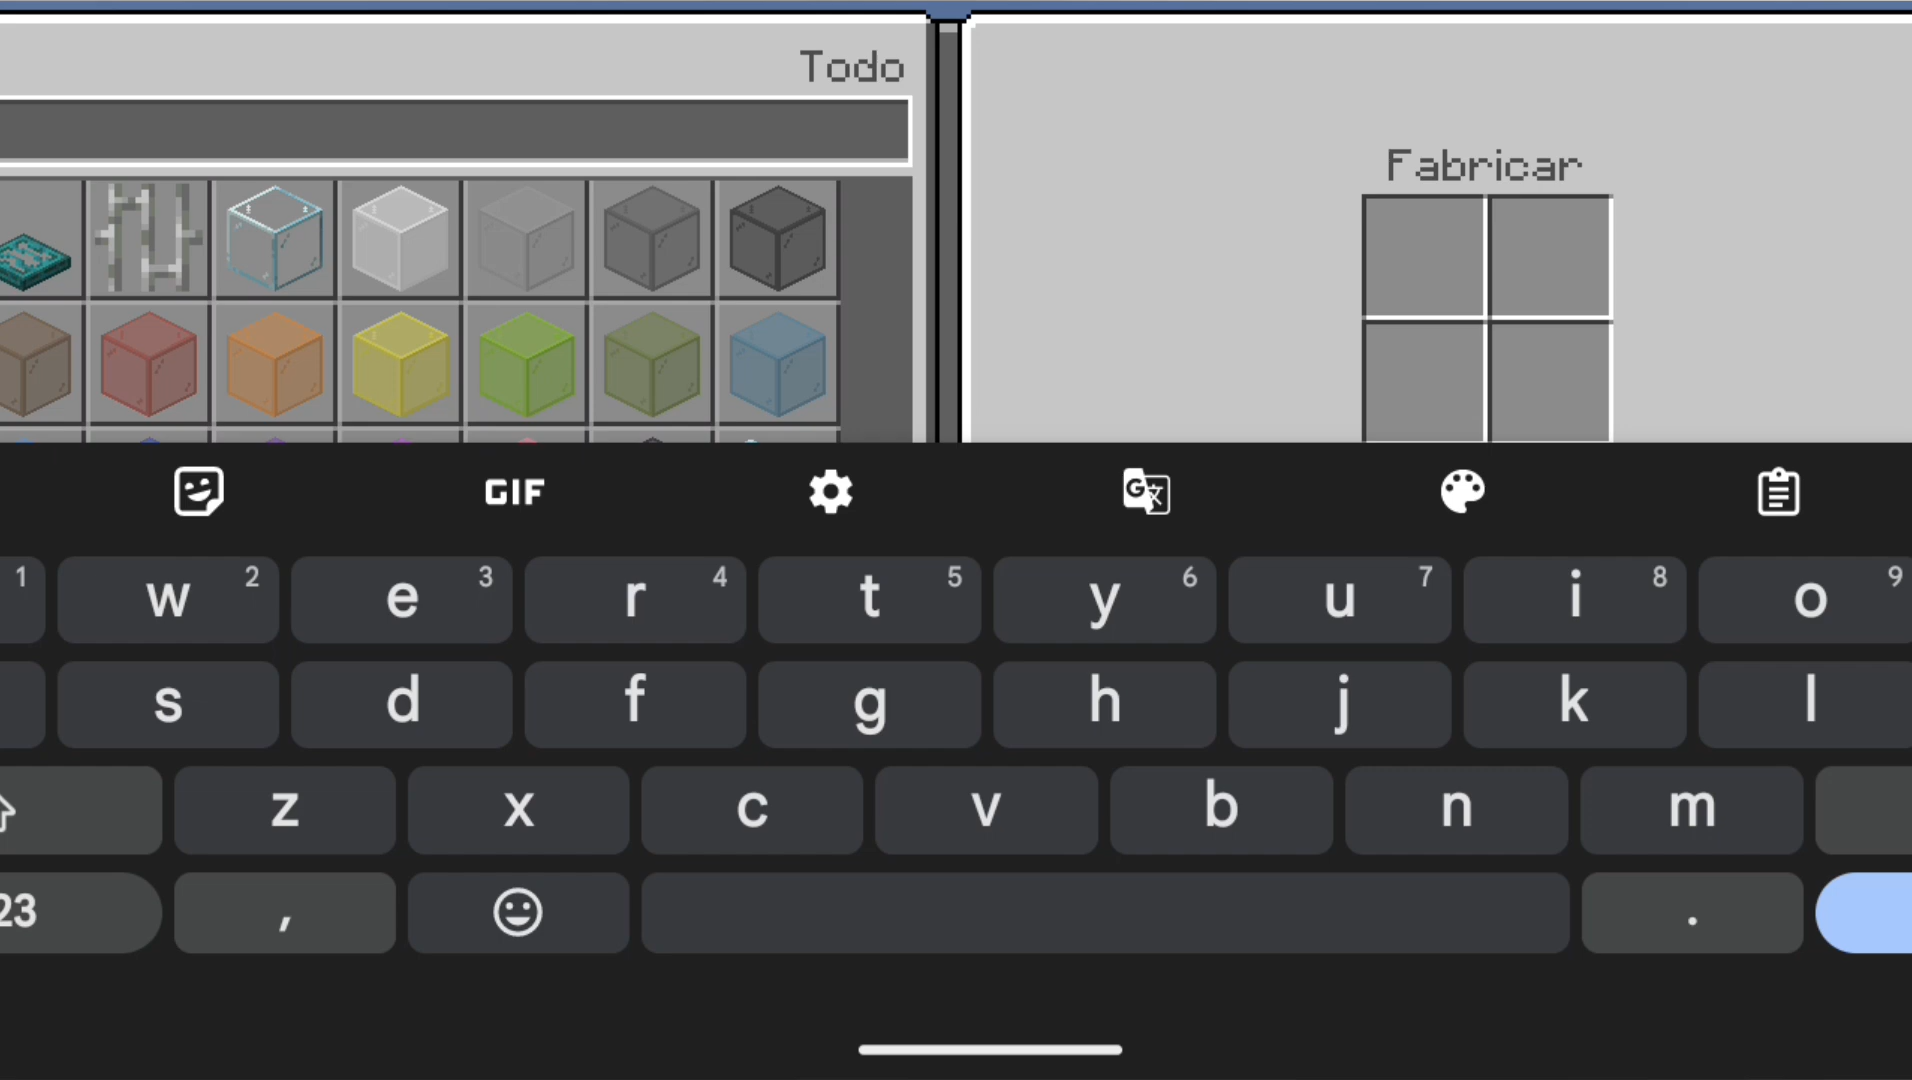 Todo
Fabricar
GIF
1 w 2 e 3 r 4 t 5 y 6 u 7 i 8 o 9
s d f g h j k l
z x c v b n m
23 , .